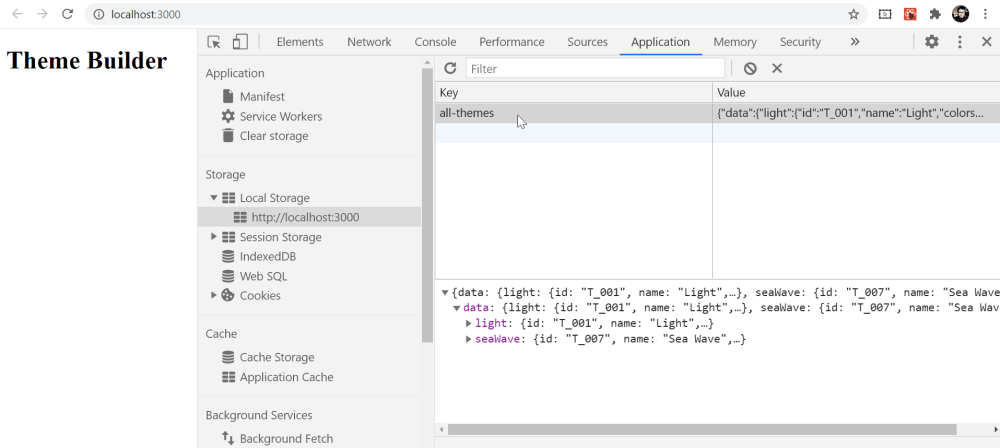 localhost:3000
Theme Builder
Elements Network Console Performance Sources Application Memory Security »
Application
Manifest
Service Workers
Clear storage
Storage
Local Storage
http://localhost:3000
Session Storage
IndexedDB
Web SQL
Cookies
Cache
Cache Storage
Application Cache
Background Services
Background Fetch
Filter
Key Value
all-themes {"data":{"light":{"id":"T_001","name":"Light","colors...
{data: {light: {id: "T_001", name: "Light",…}, seaWave: {id: "T_007", name: "Sea Wave
data: {light: {id: "T_001", name: "Light",…}, seaWave: {id: "T_007", name: "Sea Wav
light: {id: "T_001", name: "Light",…}
seaWave: {id: "T_007", name: "Sea Wave",…}